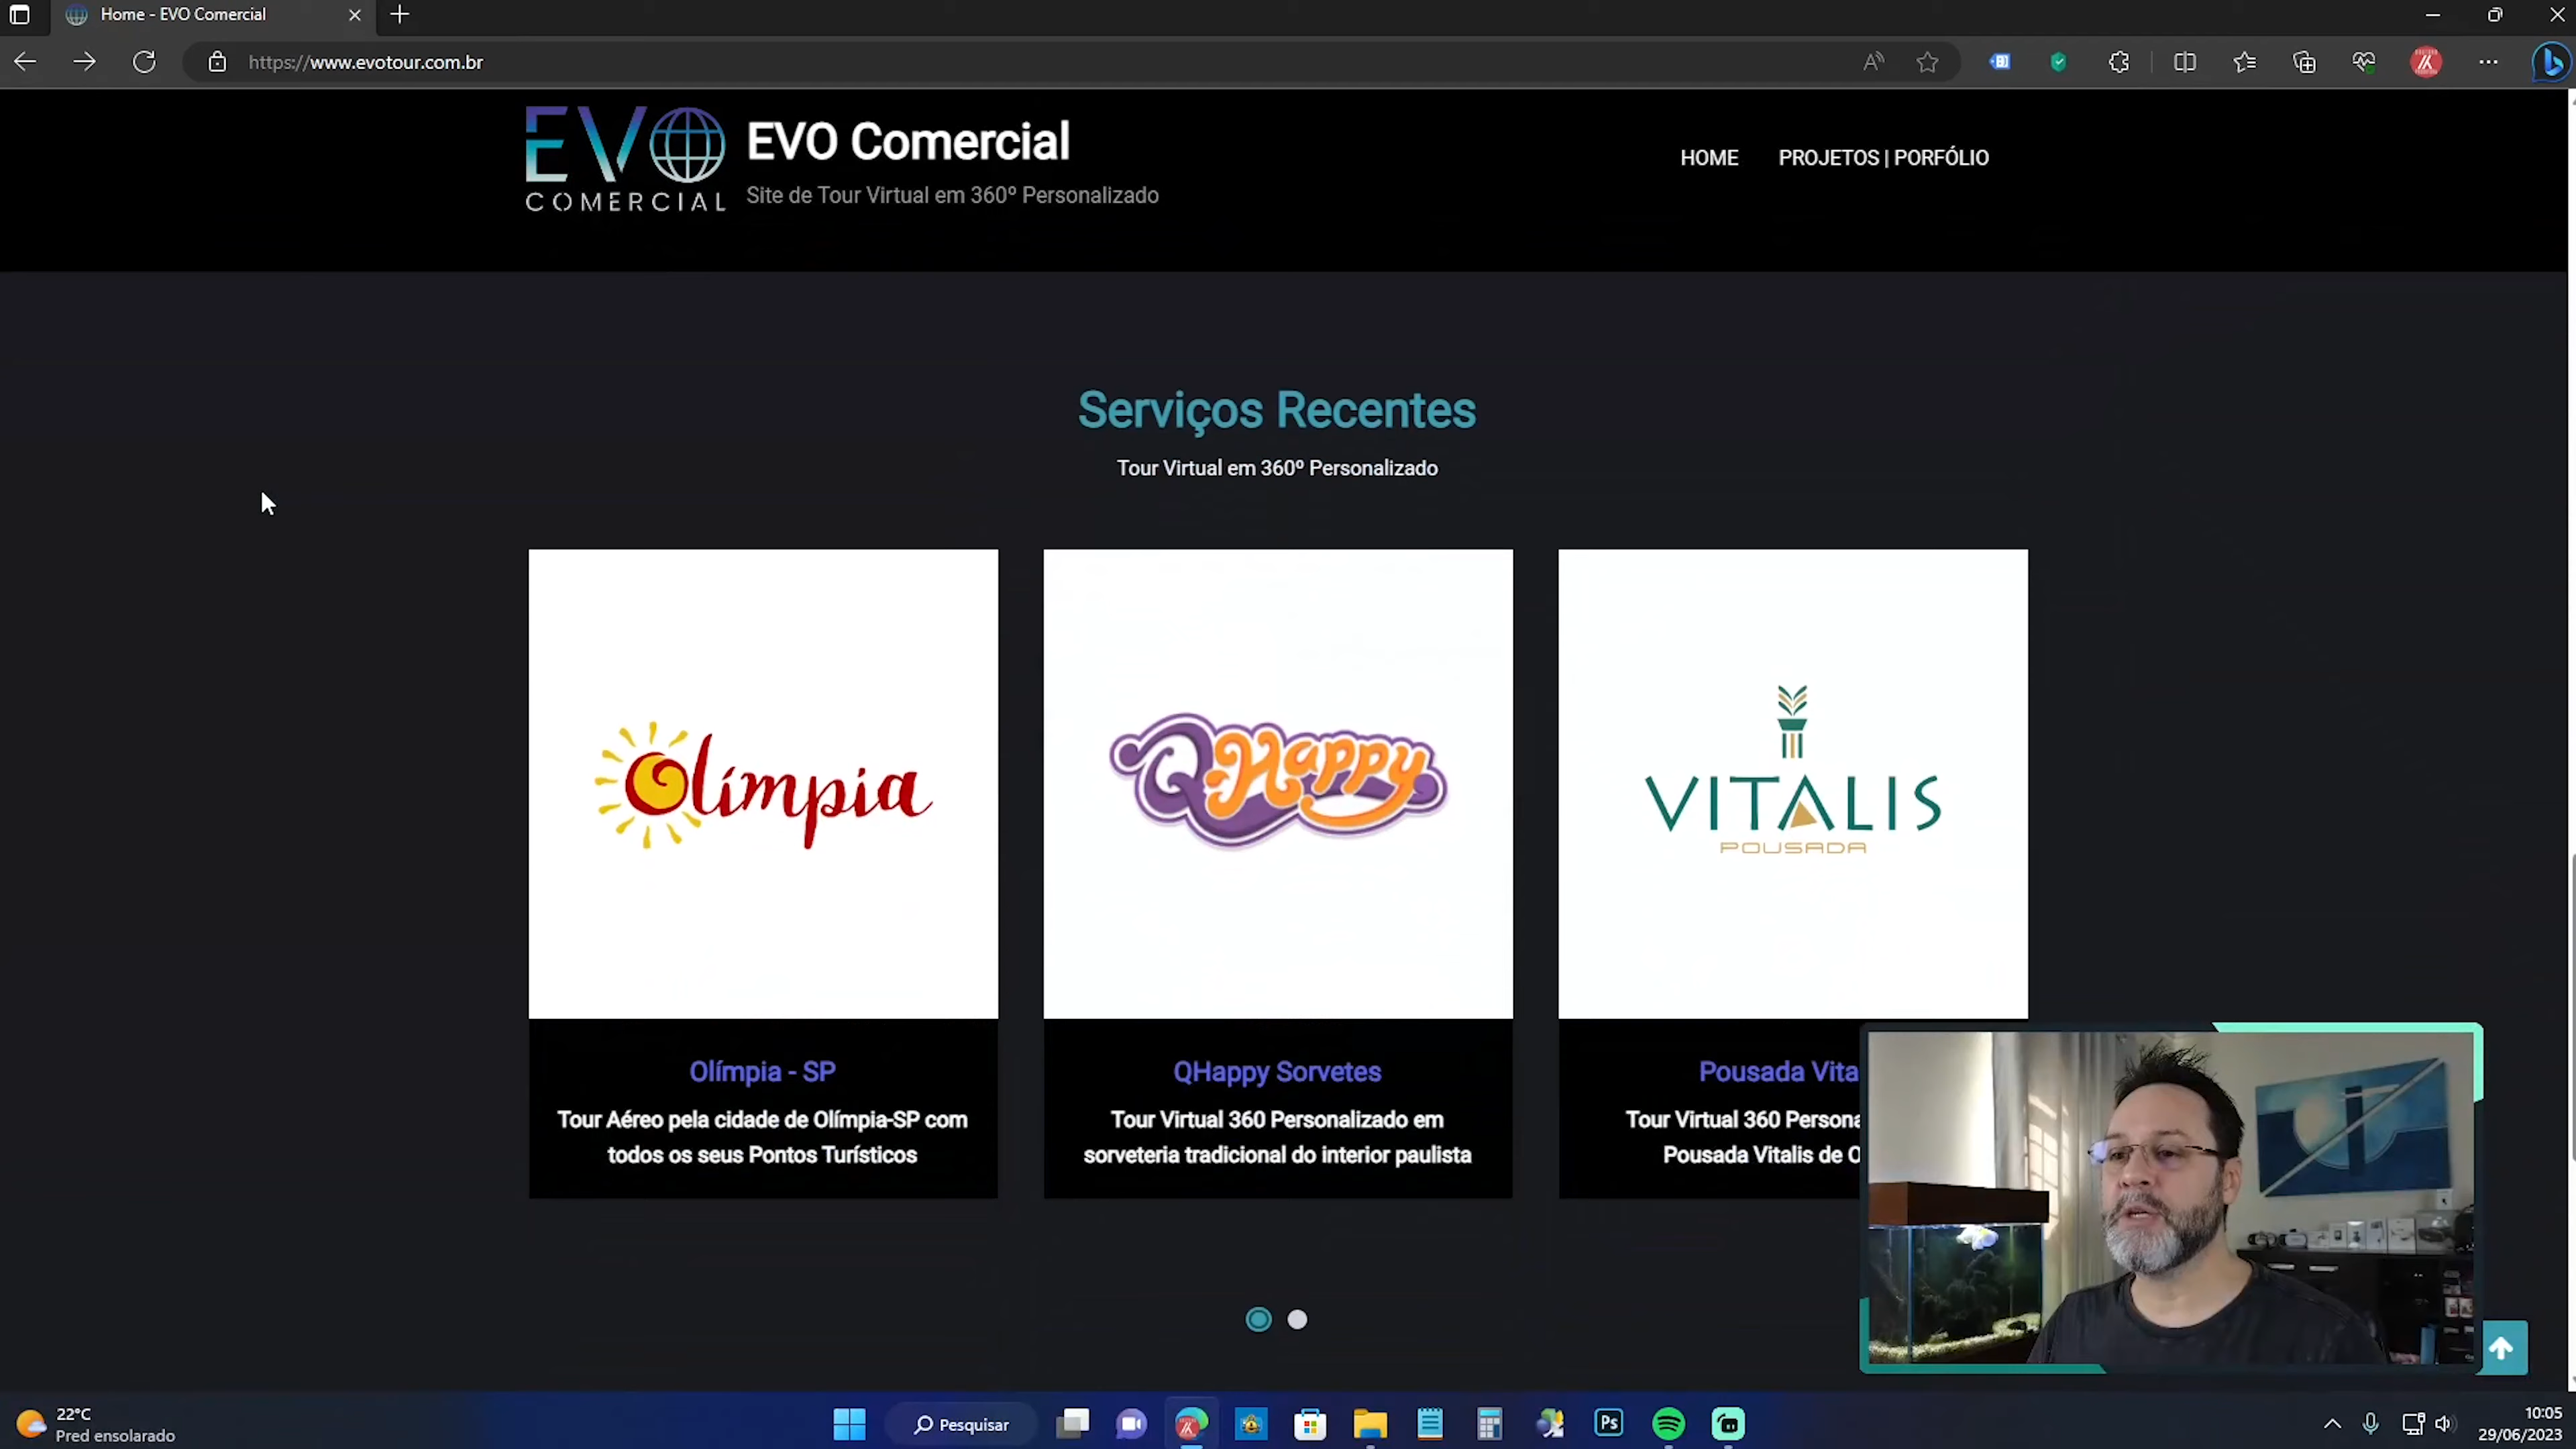 Home - EVO Comercial
https://www.evotour.com.br
EVO
COMERCIAL
EVO Comercial
Site de Tour Virtual em 360º Personalizado
HOME
PROJETOS | PORFÓLIO
Serviços Recentes
Tour Virtual em 360º Personalizado
Olímpia
QHappy
VITALIS
POUSADA
Olímpia - SP
Tour Aéreo pela cidade de Olímpia-SP com
todos os seus Pontos Turísticos
QHappy Sorvetes
Tour Virtual 360 Personalizado em
sorveteria tradicional do interior paulista
Pousada Vita
Tour Virtual 360 Persona
Pousada Vitalis de O
22°C
Pred ensolarado
Pesquisar
Ps
10:05
29/06/2023